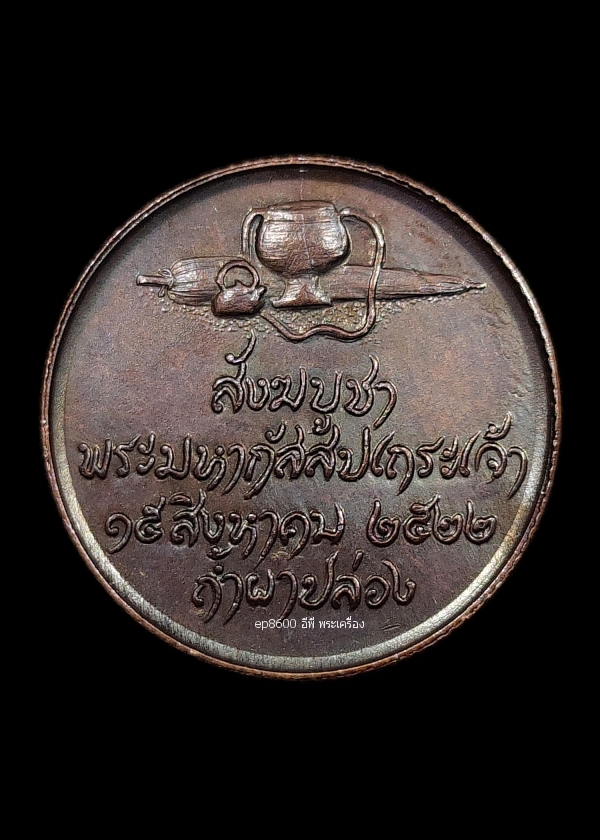 สังฆบูชา
พระมหากัสสปเถระเจ้า
๑๕ สิงหาคม ๒๕๒๒
ถ้ำผาปล่อง
ep8600 อีพี พระเครื่อง